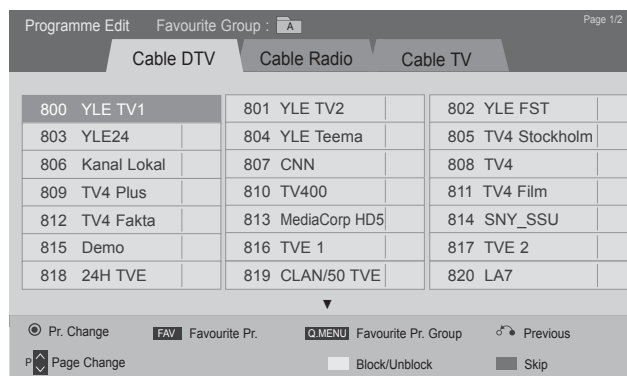 Programme Edit Favourite Group : A Page 1/2
Cable DTV Cable Radio Cable TV
800 YLE TV1 801 YLE TV2 802 YLE FST
803 YLE24 804 YLE Teema 805 TV4 Stockholm
806 Kanal Lokal 807 CNN 808 TV4
809 TV4 Plus 810 TV400 811 TV4 Film
812 TV4 Fakta 813 MediaCorp HD5 814 SNY_SSU
815 Demo 816 TVE 1 817 TVE 2
818 24H TVE 819 CLAN/50 TVE 820 LA7
Pr. Change FAV Favourite Pr. Q.MENU Favourite Pr. Group Previous
P Page Change Block/Unblock Skip